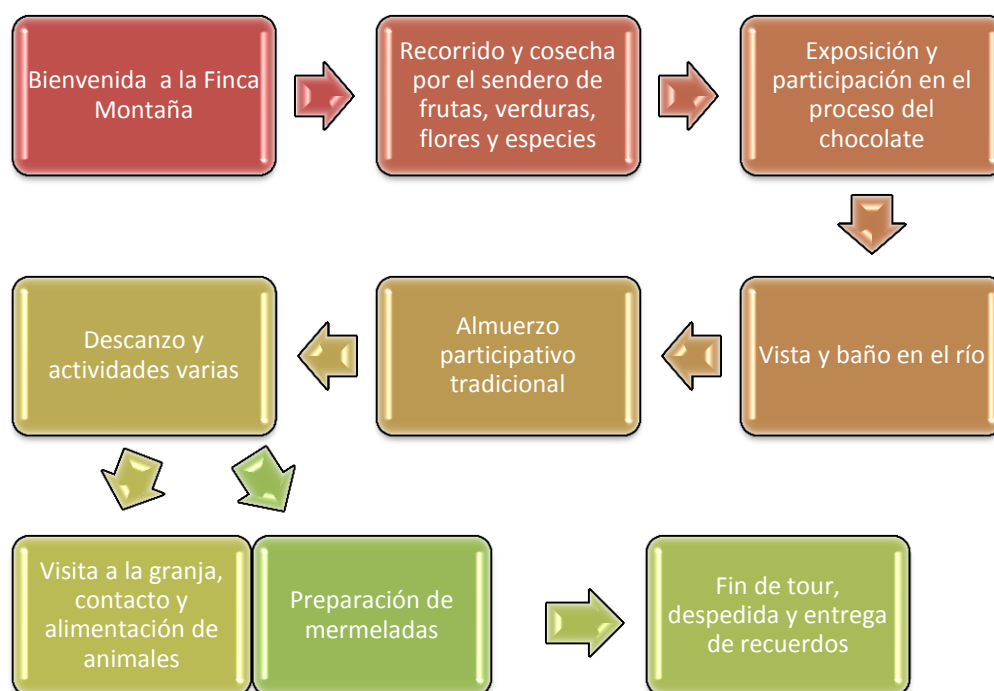 Bienvenida a la Finca
Montaña
Recorrido y cosecha
por el sendero de
frutas, verduras,
flores y especies
Exposición y
participación en el
proceso del
chocolate
Vista y baño en el río
Almuerzo
participativo
tradicional
Descanzo y
actividades varias
Visita a la granja,
contacto y
alimentación de
animales
Preparación de
mermeladas
Fin de tour,
despedida y entrega
de recuerdos